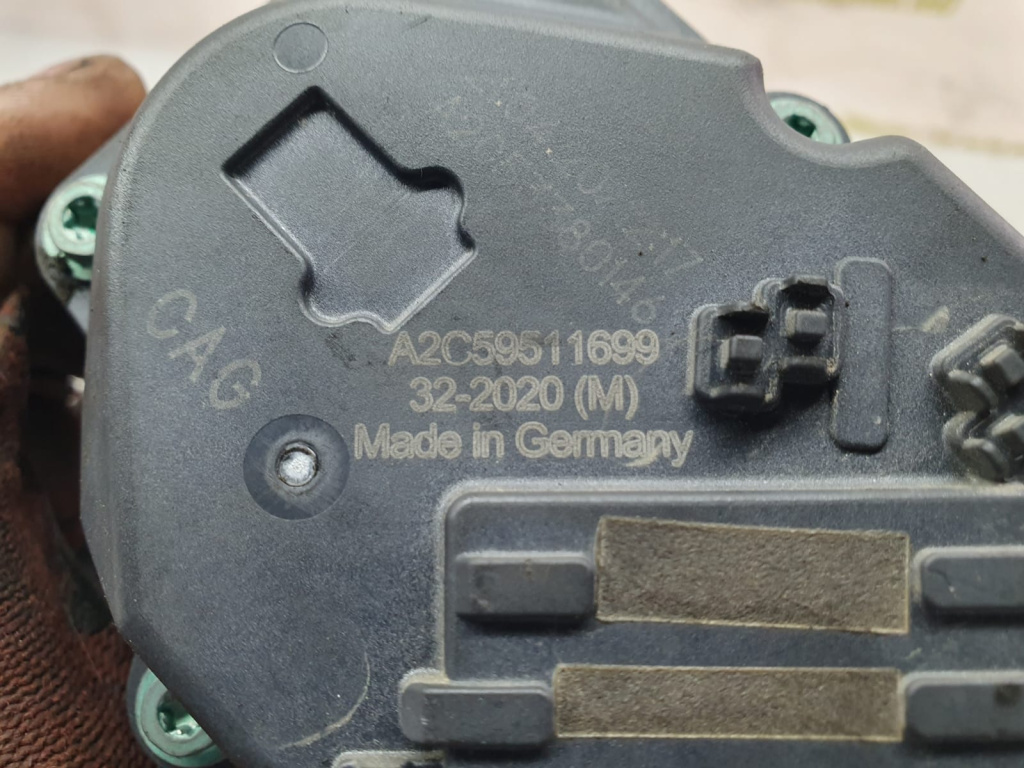 CAG
A2C59511699
32-2020 (M)
Made in Germany